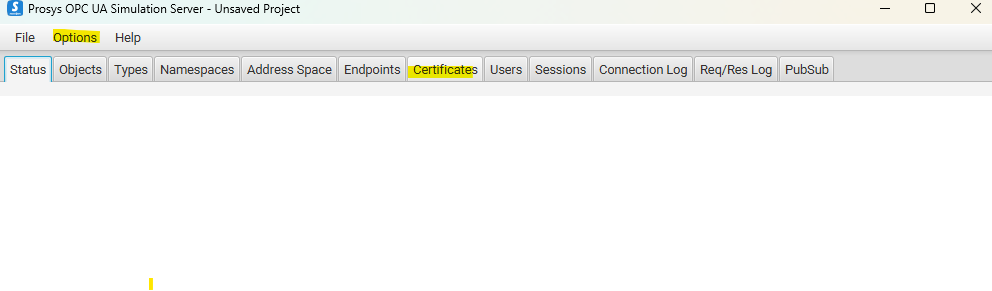 Prosys OPC UA Simulation Server - Unsaved Project
File Options Help
Status Objects Types Namespaces Address Space Endpoints Certificates Users Sessions Connection Log Req/Res Log PubSub